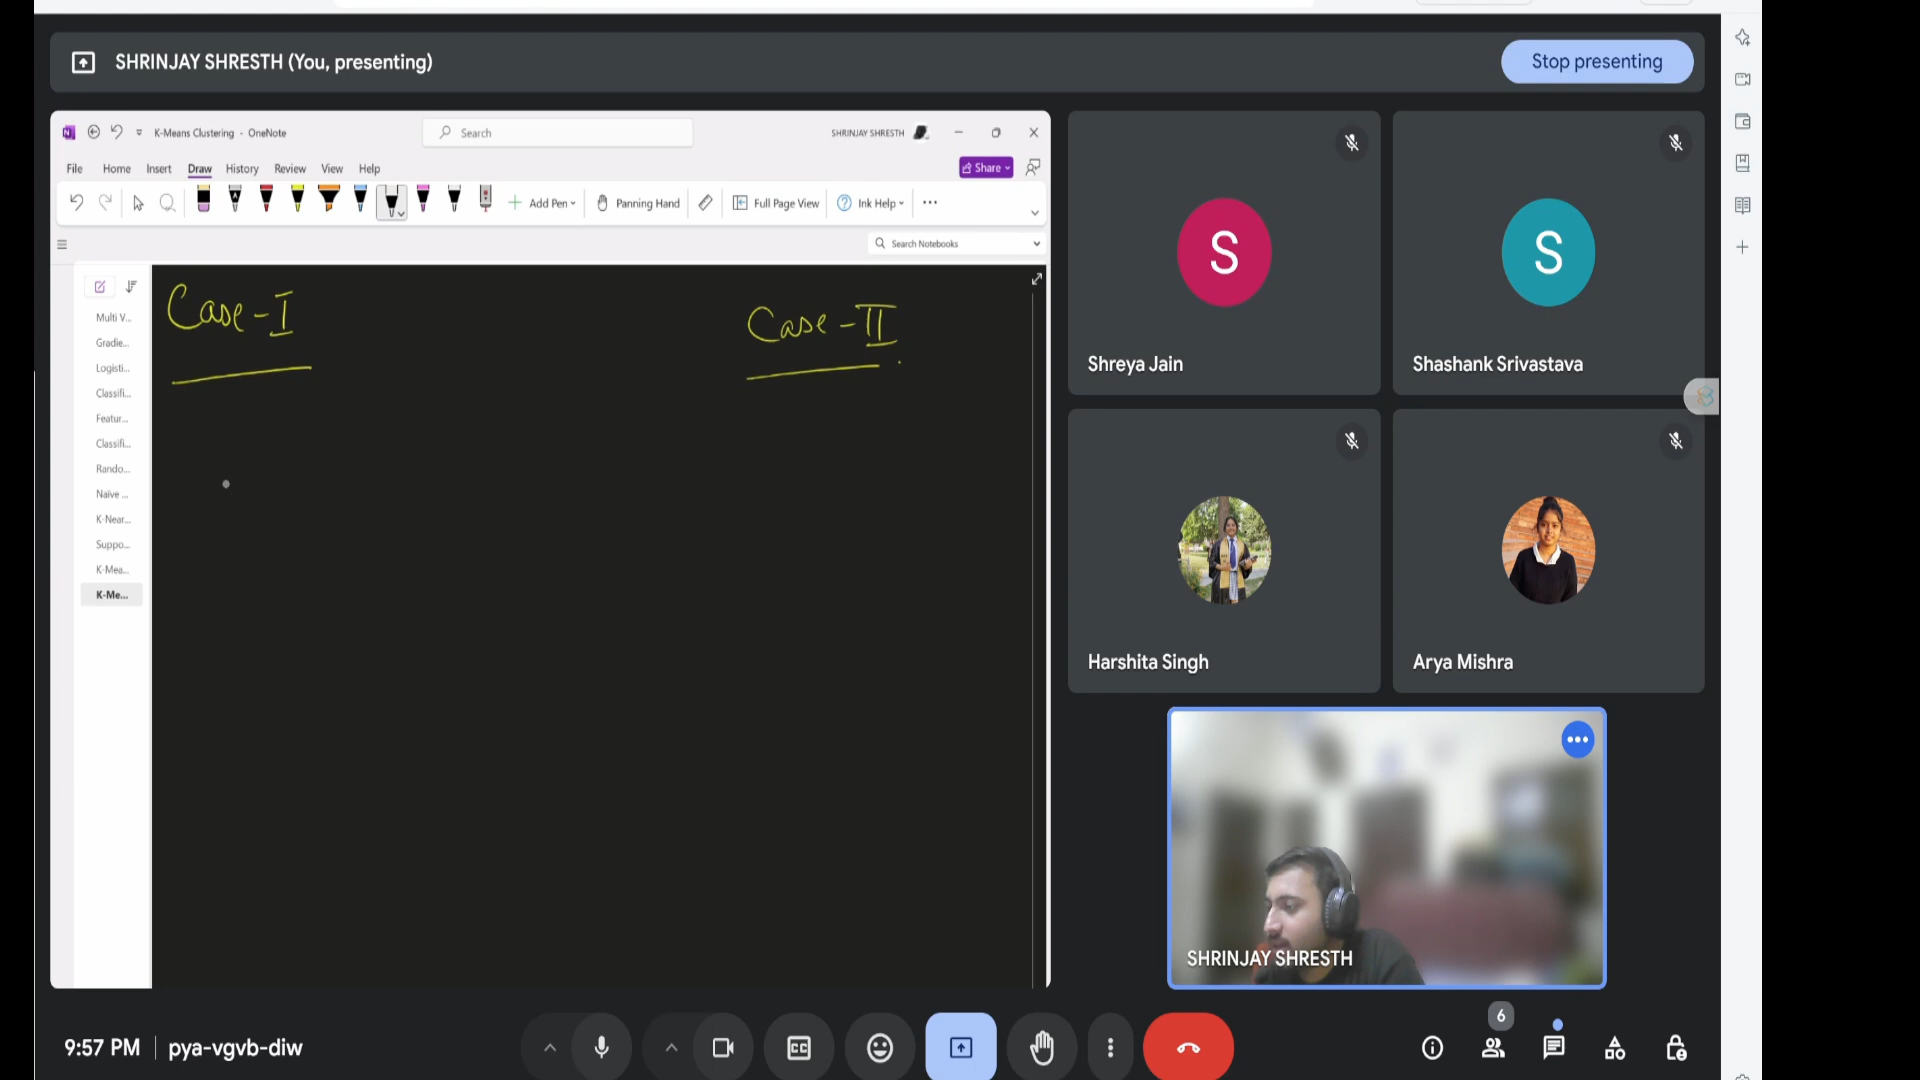 SHRINJAY SHRESTH (You, presenting)
Stop presenting
K-Means Clustering - OneNote
Search
SHRINJAY SHRESTH
File Home Insert Draw History Review View Help
Share
Add Pen
Panning Hand
Full Page View
Ink Help
Search Notebooks
Multi V...
Gradie...
Logisti...
Classifi...
Featur...
Classifi...
Rando...
Naïve ...
K-Near...
Suppo...
K-Mea...
K-Me...
Case-I
Case-II
S
Shreya Jain
S
Shashank Srivastava
Harshita Singh
Arya Mishra
SHRINJAY SHRESTH
9:57 PM
pya-vgvb-diw
CC
6